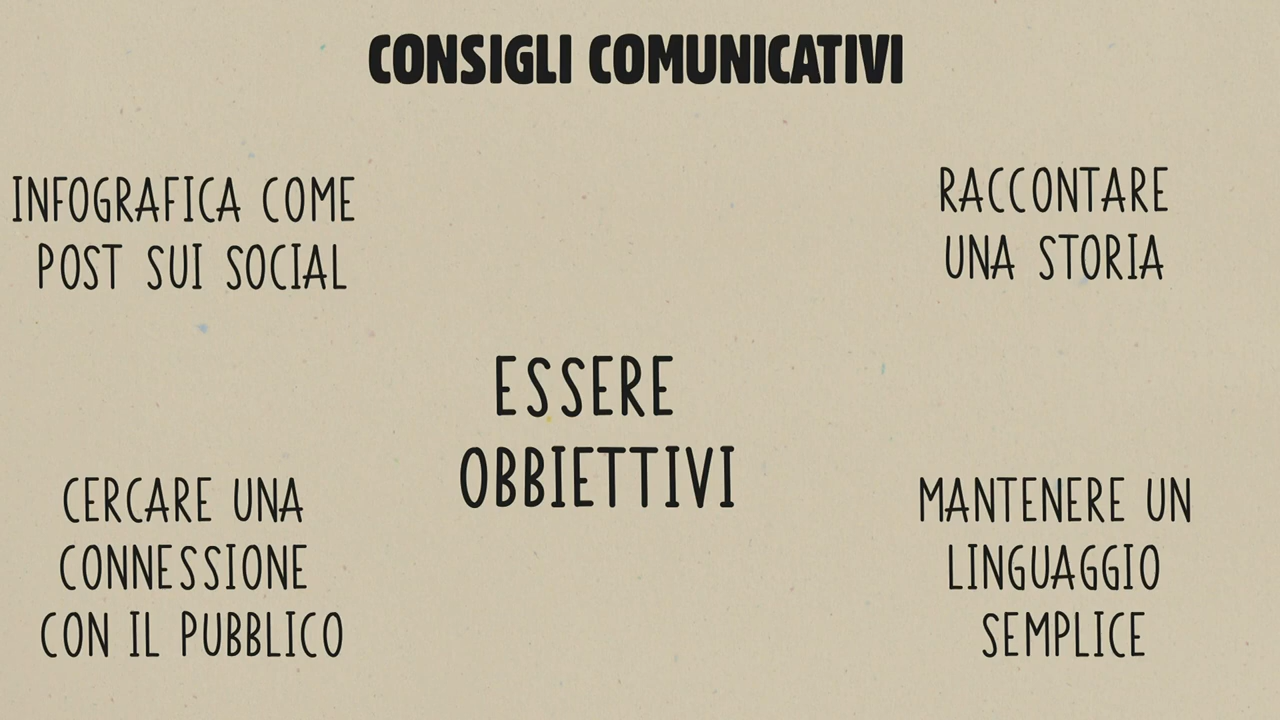 CONSIGLI COMUNICATIVI
INFOGRAFICA COME
POST SUI SOCIAL
RACCONTARE
UNA STORIA
ESSERE
OBBIETTIVI
CERCARE UNA
CONNESSIONE
CON IL PUBBLICO
MANTENERE UN
LINGUAGGIO
SEMPLICE